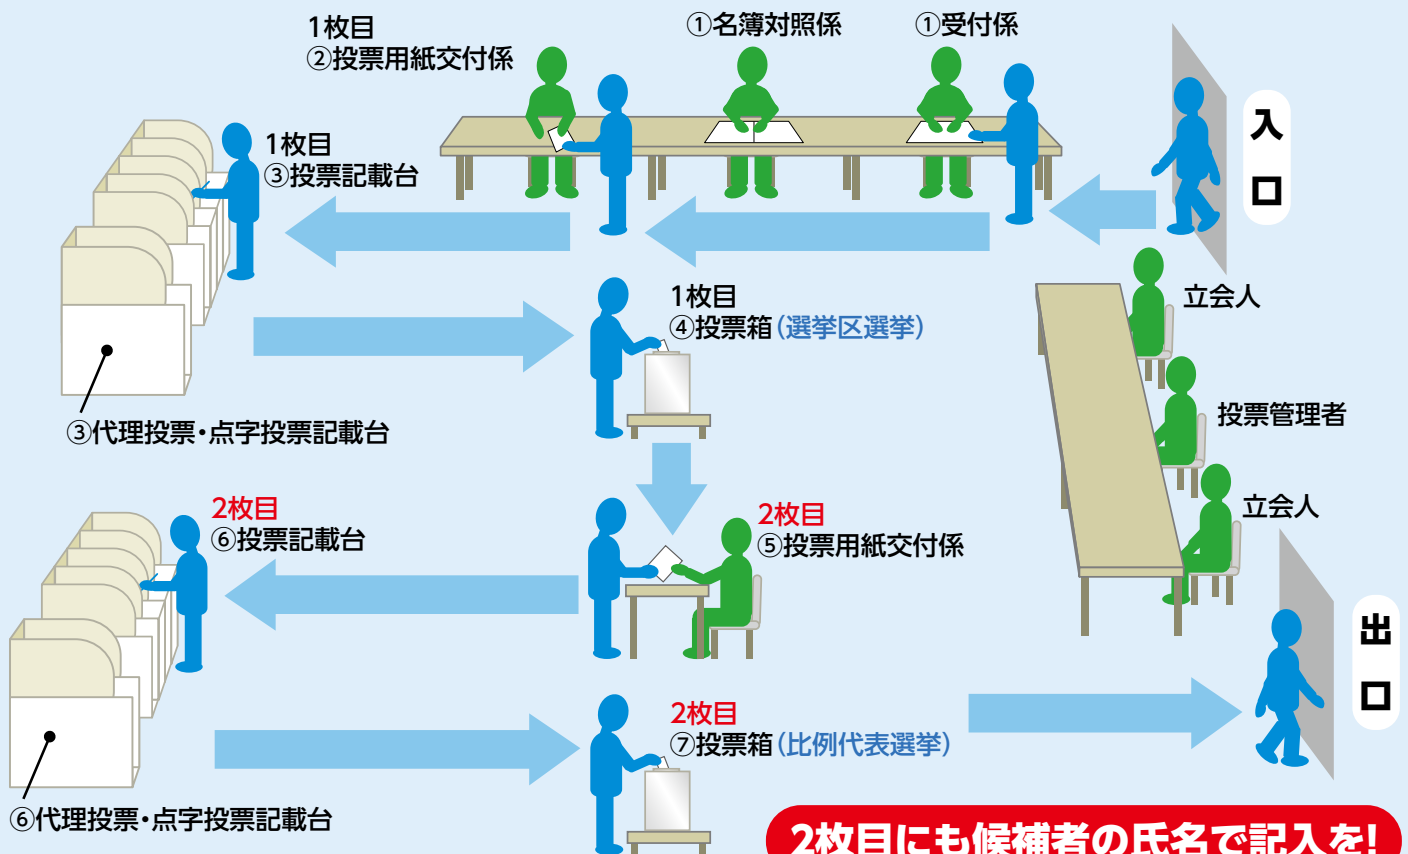 1枚目
②投票用紙交付係
①名簿対照係
①受付係
入口
1枚目
③投票記載台
1枚目
④投票箱(選挙区選挙)
③代理投票・点字投票記載台
立会人
投票管理者
立会人
2枚目
⑤投票用紙交付係
2枚目
⑥投票記載台
⑥代理投票・点字投票記載台
2枚目
⑦投票箱(比例代表選挙)
出口
2枚目にも候補者の氏名で記入を!